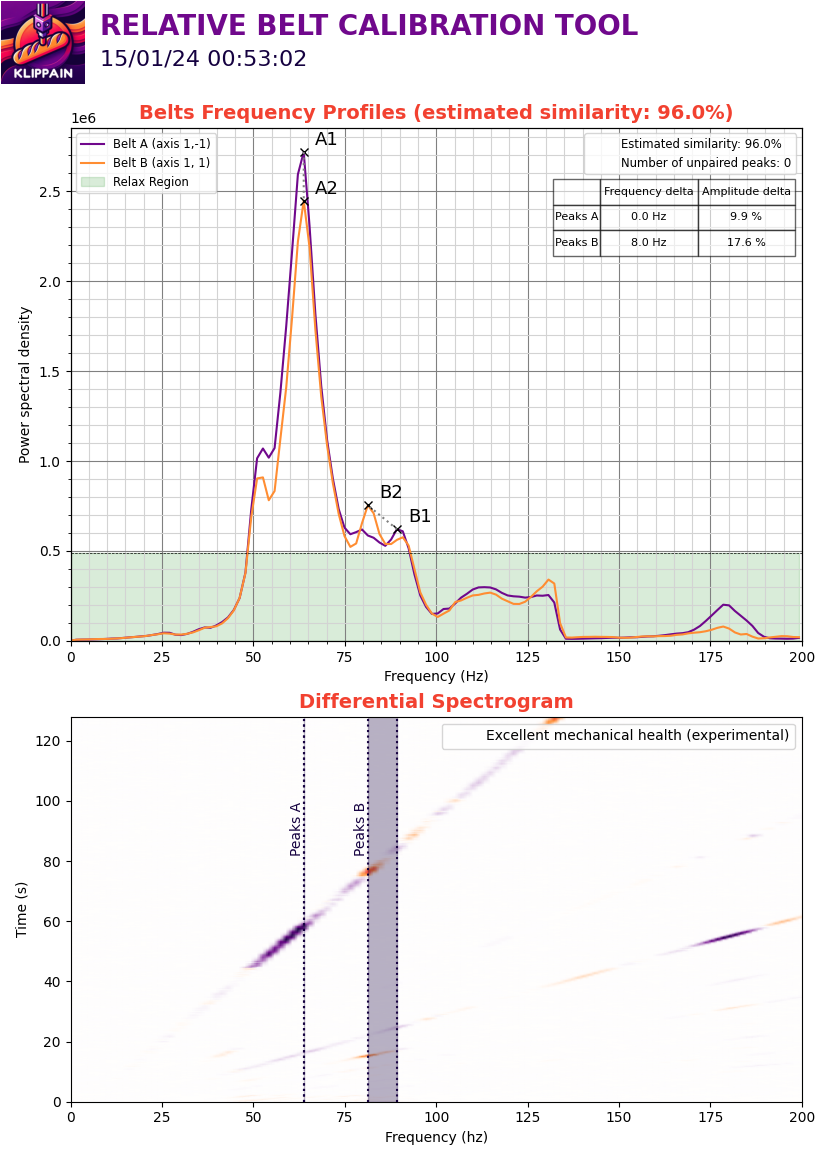 KLIPPAIN
RELATIVE BELT CALIBRATION TOOL
15/01/24 00:53:02
Belts Frequency Profiles (estimated similarity: 96.0%)
1e6
Belt A (axis 1,-1)
Belt B (axis 1, 1)
Relax Region
A1
A2
B2
B1
Estimated similarity: 96.0%
Number of unpaired peaks: 0
Frequency delta Amplitude delta
Peaks A 0.0 Hz 9.9 %
Peaks B 8.0 Hz 17.6 %
2.5
2.0
1.5
1.0
0.5
0.0
Power spectral density
0 25 50 75 100 125 150 175 200
Frequency (Hz)
Differential Spectrogram
Excellent mechanical health (experimental)
Peaks A
Peaks B
120
100
80
60
40
20
0
Time (s)
0 25 50 75 100 125 150 175 200
Frequency (hz)